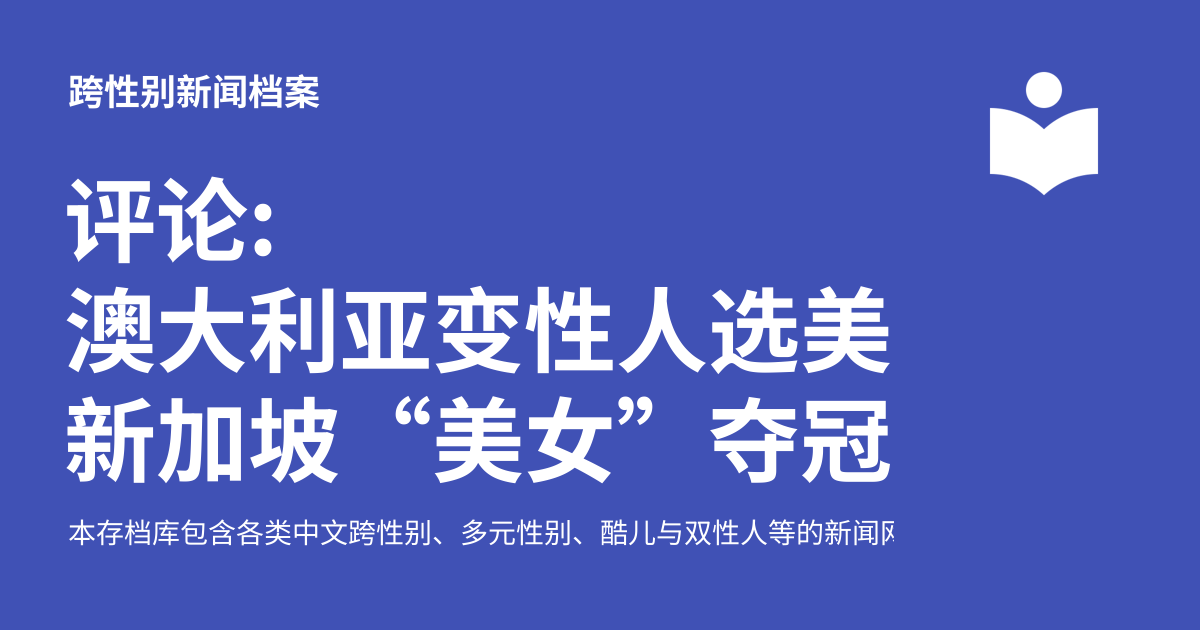 跨性别新闻档案
评论:
澳大利亚变性人选美
新加坡“美女”夺冠
本存档库包含各类中文跨性别、多元性别、酷儿与双性人等的新闻网